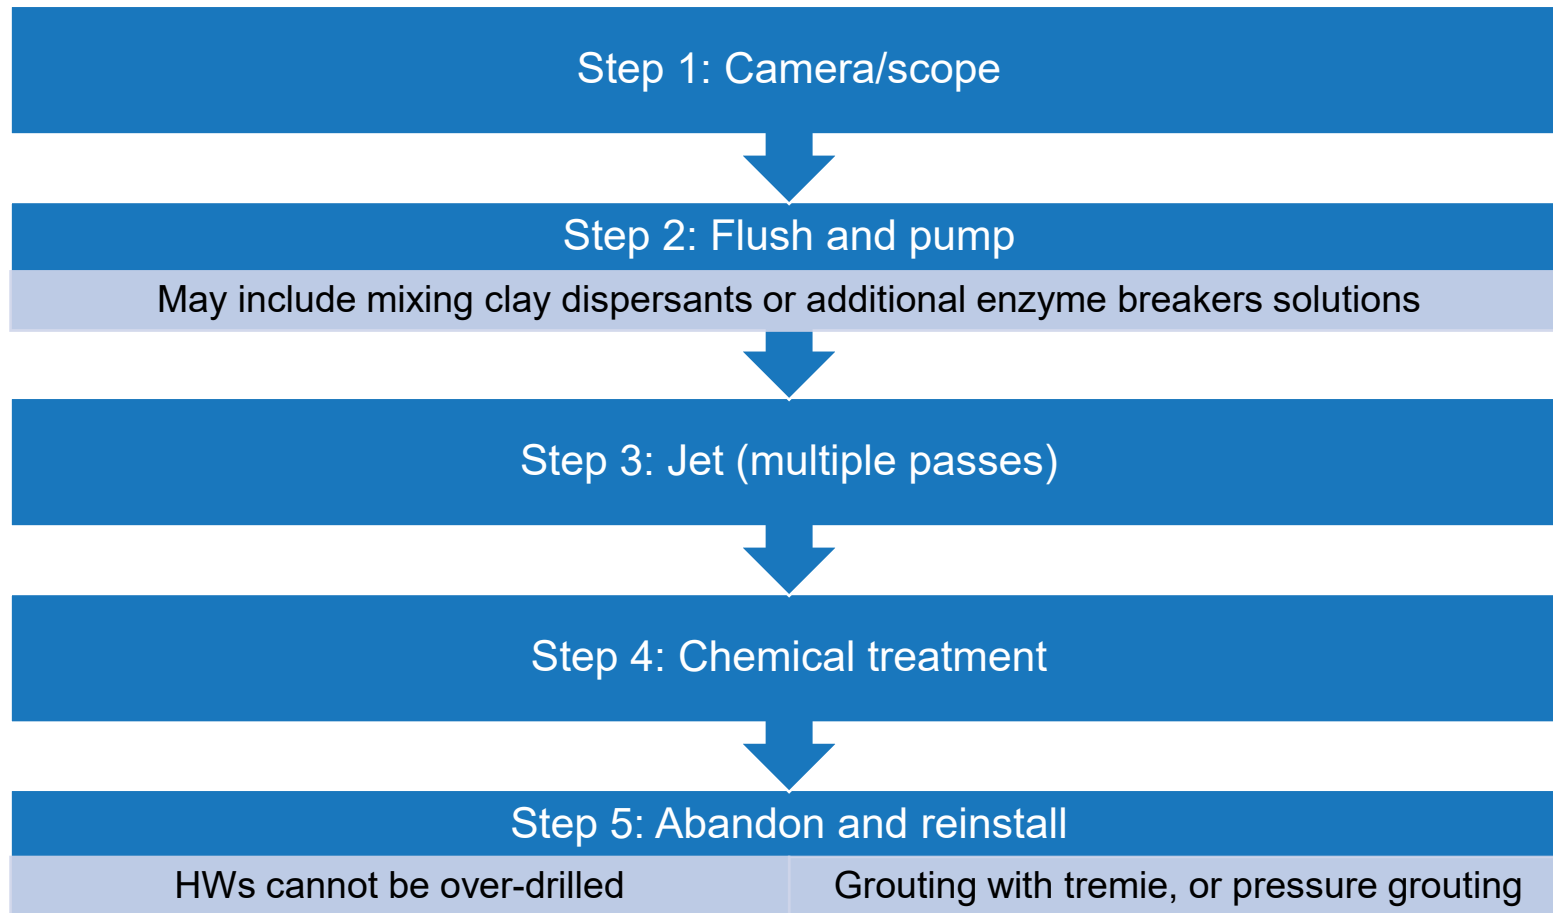 Step 1: Camera/scope
Step 2: Flush and pump
May include mixing clay dispersants or additional enzyme breakers solutions
Step 3: Jet (multiple passes)
Step 4: Chemical treatment
Step 5: Abandon and reinstall
HWs cannot be over-drilled
Grouting with tremie, or pressure grouting